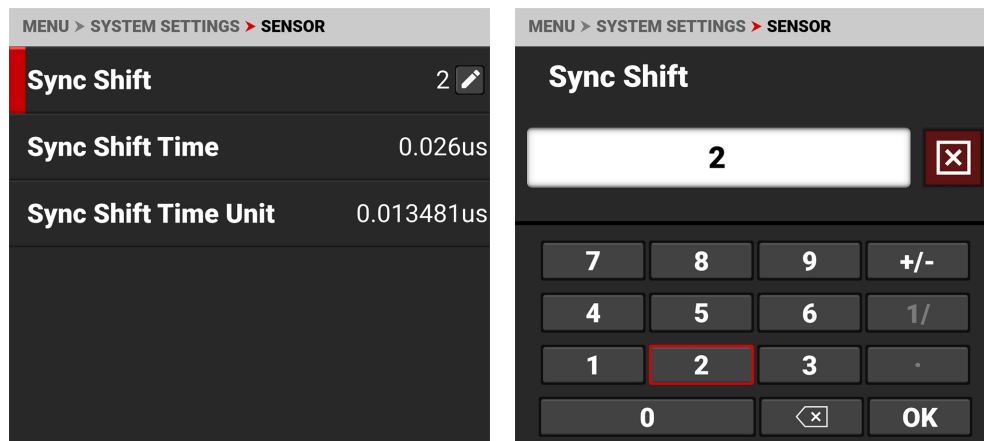 MENU > SYSTEM SETTINGS > SENSOR
Sync Shift 2
Sync Shift Time 0.026us
Sync Shift Time Unit 0.013481us
MENU > SYSTEM SETTINGS > SENSOR
Sync Shift
2
7 8 9 +/-
4 5 6 1/
1 2 3 .
0 OK